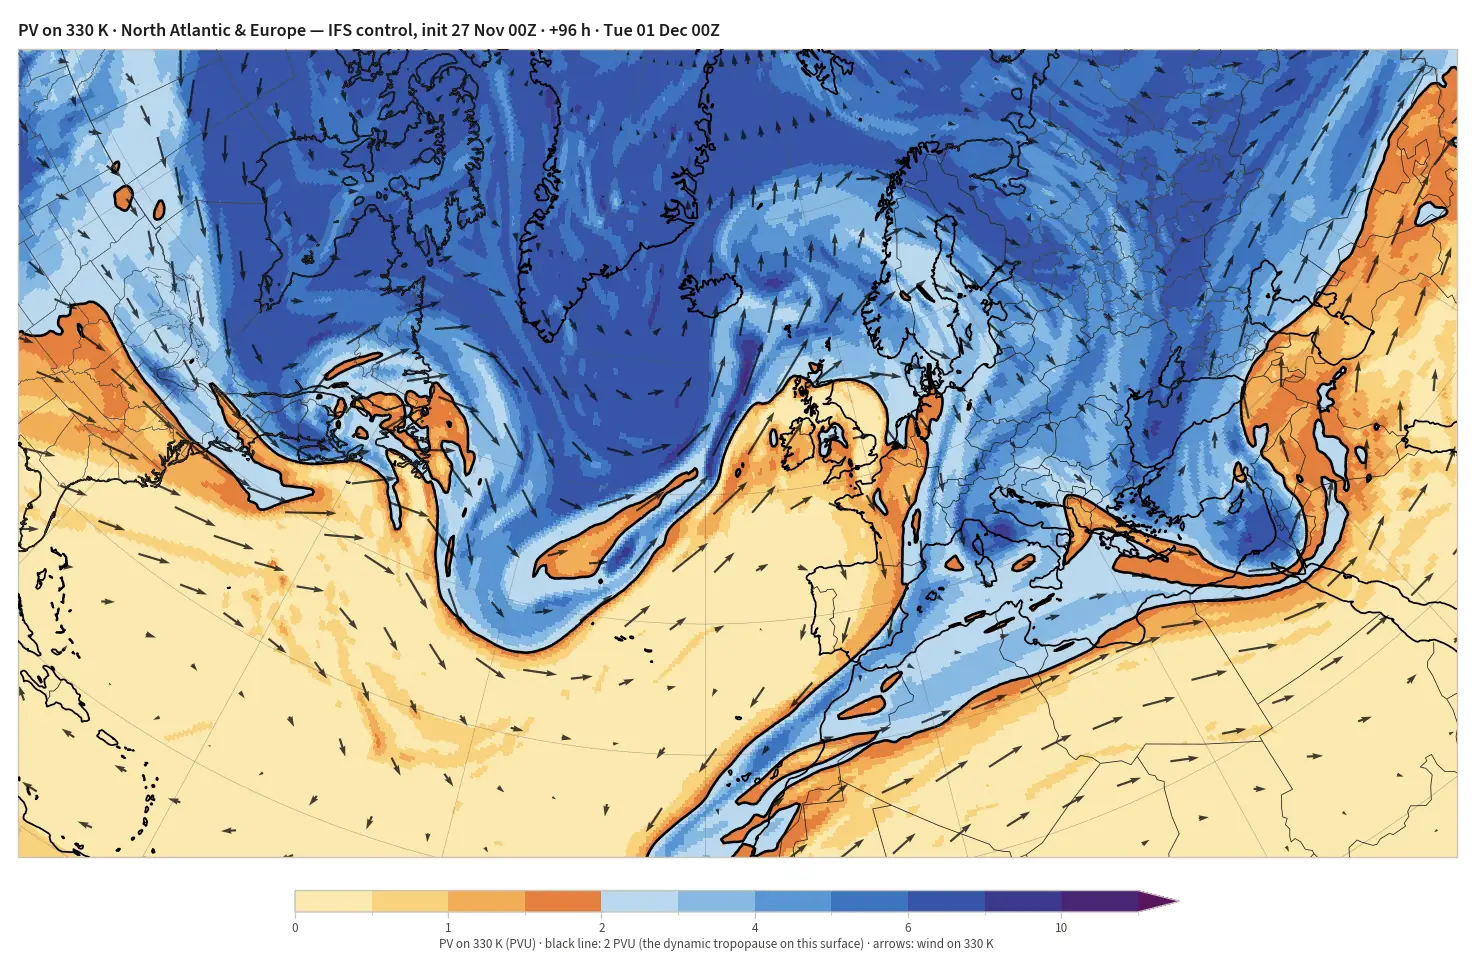 PV on 330 K · North Atlantic & Europe — IFS control, init 27 Nov 00Z · +96 h · Tue 01 Dec 00Z
0 1 2 4 6 10
PV on 330 K (PVU) · black line: 2 PVU (the dynamic tropopause on this surface) · arrows: wind on 330 K